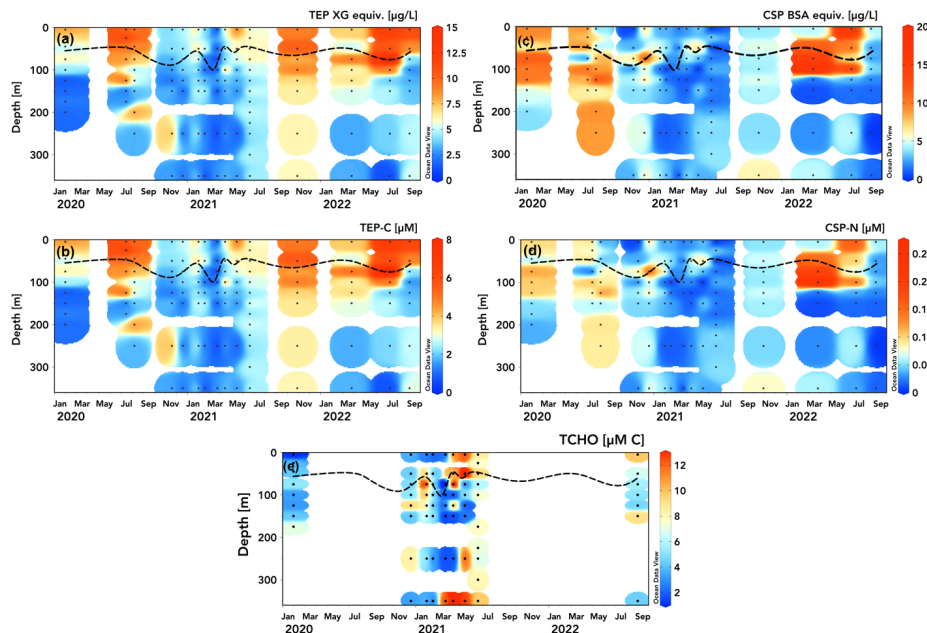 TEP XG equiv. [µg/L]
(a)
Depth [m]
0
100
200
300
15
12.5
10
7.5
5
2.5
0
Ocean Data View
Jan Mar May Jul Sep Nov Jan Mar May Jul Sep Nov Jan Mar May Jul Sep
2020 2021 2022
CSP BSA equiv. [µg/L]
(c)
Depth [m]
0
100
200
300
20
15
10
5
0
Ocean Data View
Jan Mar May Jul Sep Nov Jan Mar May Jul Sep Nov Jan Mar May Jul Sep
2020 2021 2022
TEP-C [µM]
(b)
Depth [m]
0
100
200
300
8
6
4
2
0
Ocean Data View
Jan Mar May Jul Sep Nov Jan Mar May Jul Sep Nov Jan Mar May Jul Sep
2020 2021 2022
CSP-N [µM]
(d)
Depth [m]
0
100
200
300
0.2
0.2
0.1
0.1
0.0
0
Ocean Data View
Jan Mar May Jul Sep Nov Jan Mar May Jul Sep Nov Jan Mar May Jul Sep
2020 2021 2022
TCHO [µM C]
(e)
Depth [m]
0
100
200
300
12
10
8
6
4
2
Ocean Data View
Jan Mar May Jul Sep Nov Jan Mar May Jul Sep Nov Jan Mar May Jul Sep
2020 2021 2022